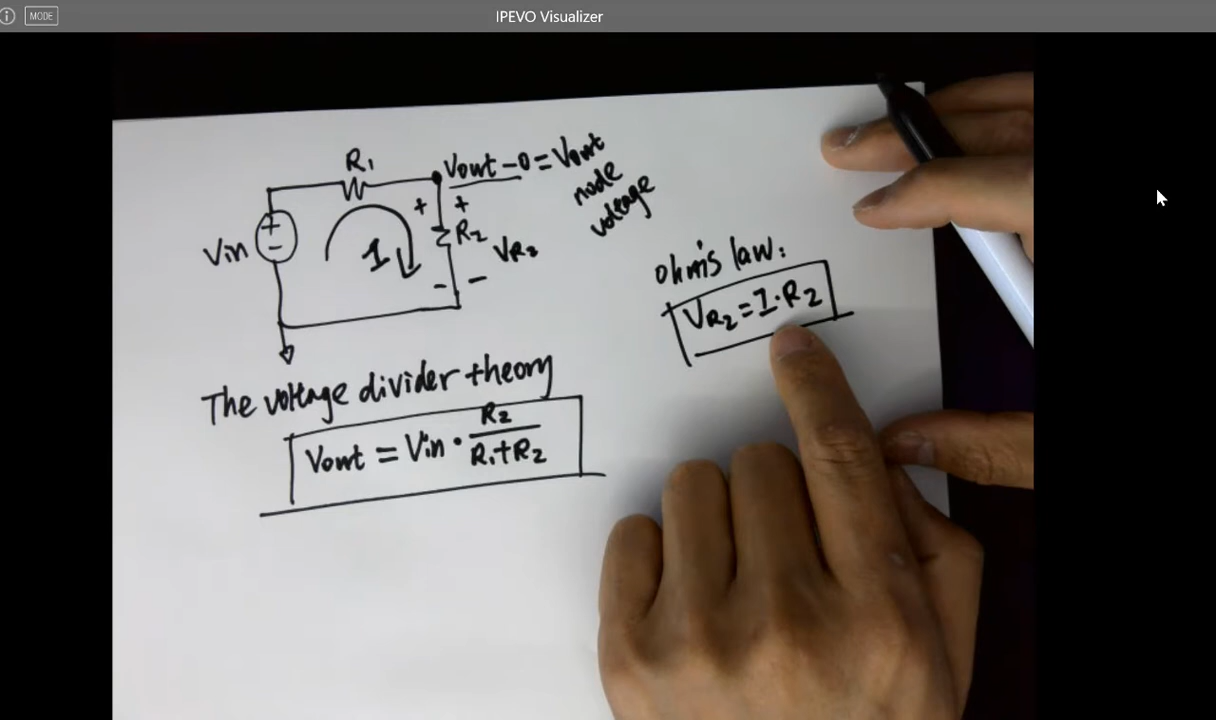 MODE
IPEVO Visualizer
R₁
Vout - 0 = Vout
node
voltage
+
+
+
-
Vin
I
R₂
VR₂
-
-
ohm's law:
VR₂ = I·R₂
The voltage divider theory
Vout = Vin · R₂ / R₁+R₂